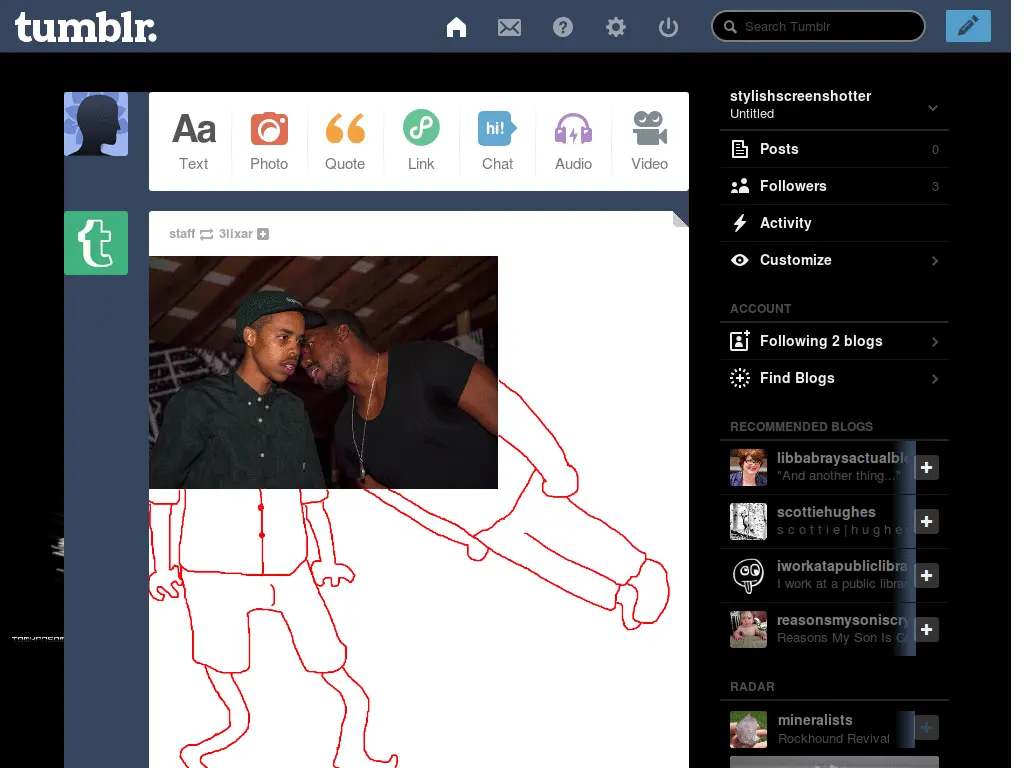 tumblr.
Search Tumblr
Aa
Text
Photo
Quote
Link
hi!
Chat
Audio
Video
t
staff 3lixar
stylishscreenshotter
Untitled
Posts 0
Followers 3
Activity
Customize
ACCOUNT
Following 2 blogs
Find Blogs
RECOMMENDED BLOGS
libbabraysactualblo
"And another thing..."
scottiehughes
s c o t t i e | h u g h e
iworkatapubliclibra
I work at a public librar
reasonsmysoniscry
Reasons My Son Is C
RADAR
mineralists
Rockhound Revival